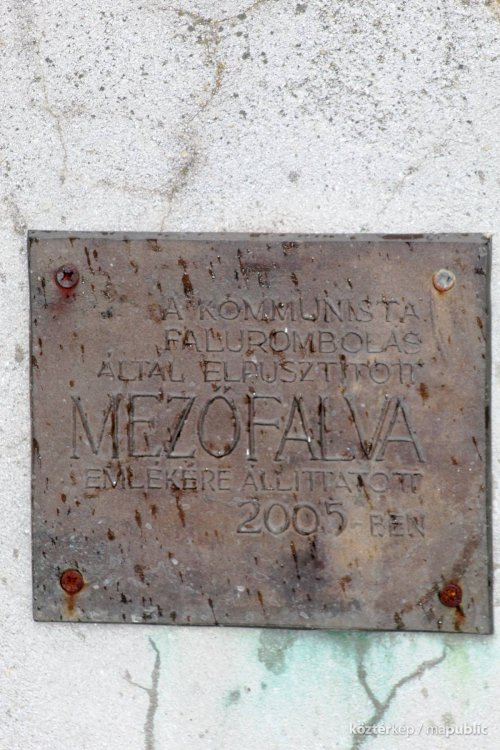 A KOMMUNISTA
FALUROMBOLÁS
ÁLTAL ELPUSZTÍTOTT
MEZŐFALVA
EMLÉKÉRE ÁLLÍTTATOTT
2005-BEN
köztérkép / mapublic